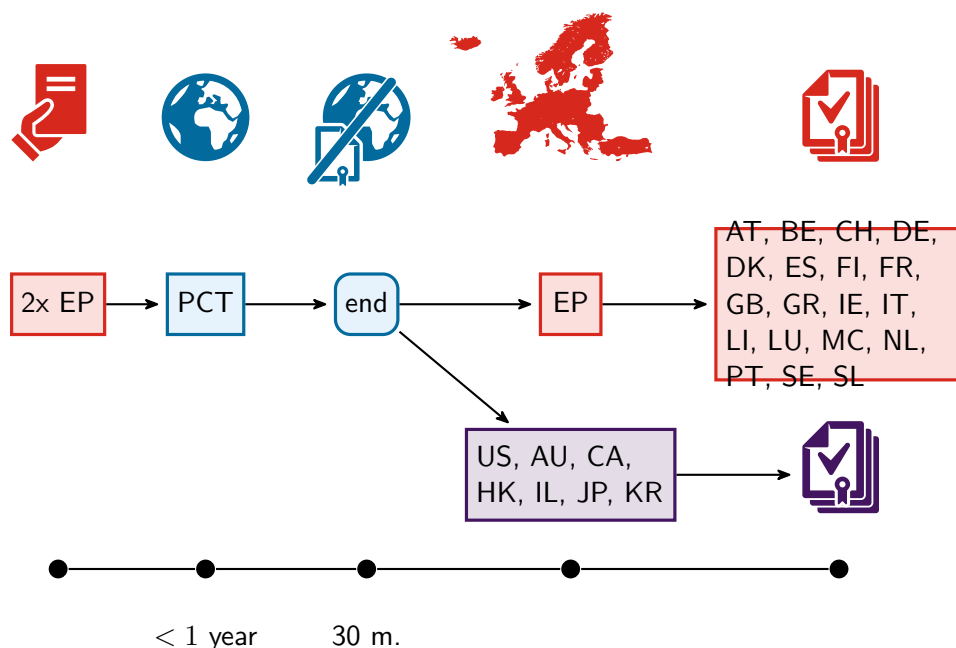 2x EP
PCT
end
EP
AT, BE, CH, DE,
DK, ES, FI, FR,
GB, GR, IE, IT,
LI, LU, MC, NL,
PT, SE, SL
US, AU, CA,
HK, IL, JP, KR
< 1 year
30 m.